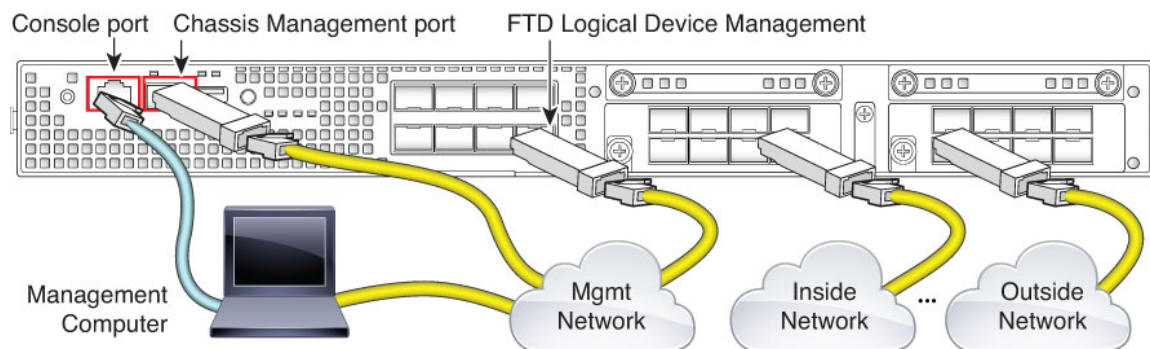 Console port
Chassis Management port
FTD Logical Device Management
Management
Computer
Mgmt
Network
Inside
Network
...
Outside
Network